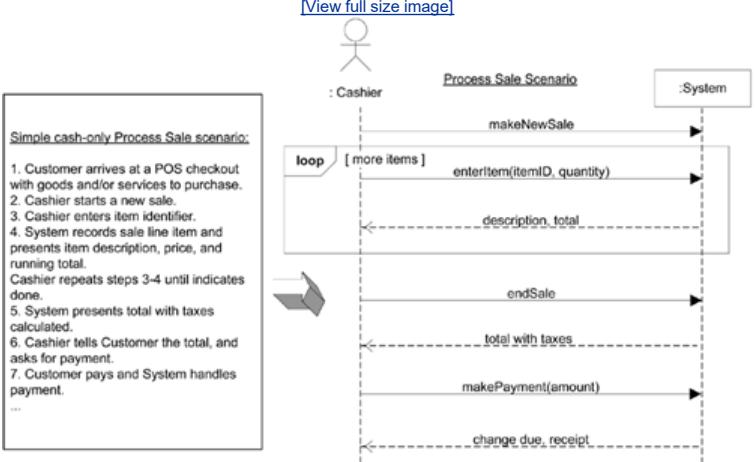 [View full size image]
Process Sale Scenario
: Cashier
:System
Simple cash-only Process Sale scenario:
1. Customer arrives at a POS checkout
with goods and/or services to purchase.
2. Cashier starts a new sale.
3. Cashier enters item identifier.
4. System records sale line item and
presents item description, price, and
running total.
Cashier repeats steps 3-4 until indicates
done.
5. System presents total with taxes
calculated.
6. Cashier tells Customer the total, and
asks for payment.
7. Customer pays and System handles
payment.
...
makeNewSale
loop
[ more items ]
enterItem(itemID, quantity)
description, total
endSale
total with taxes
makePayment(amount)
change due, receipt